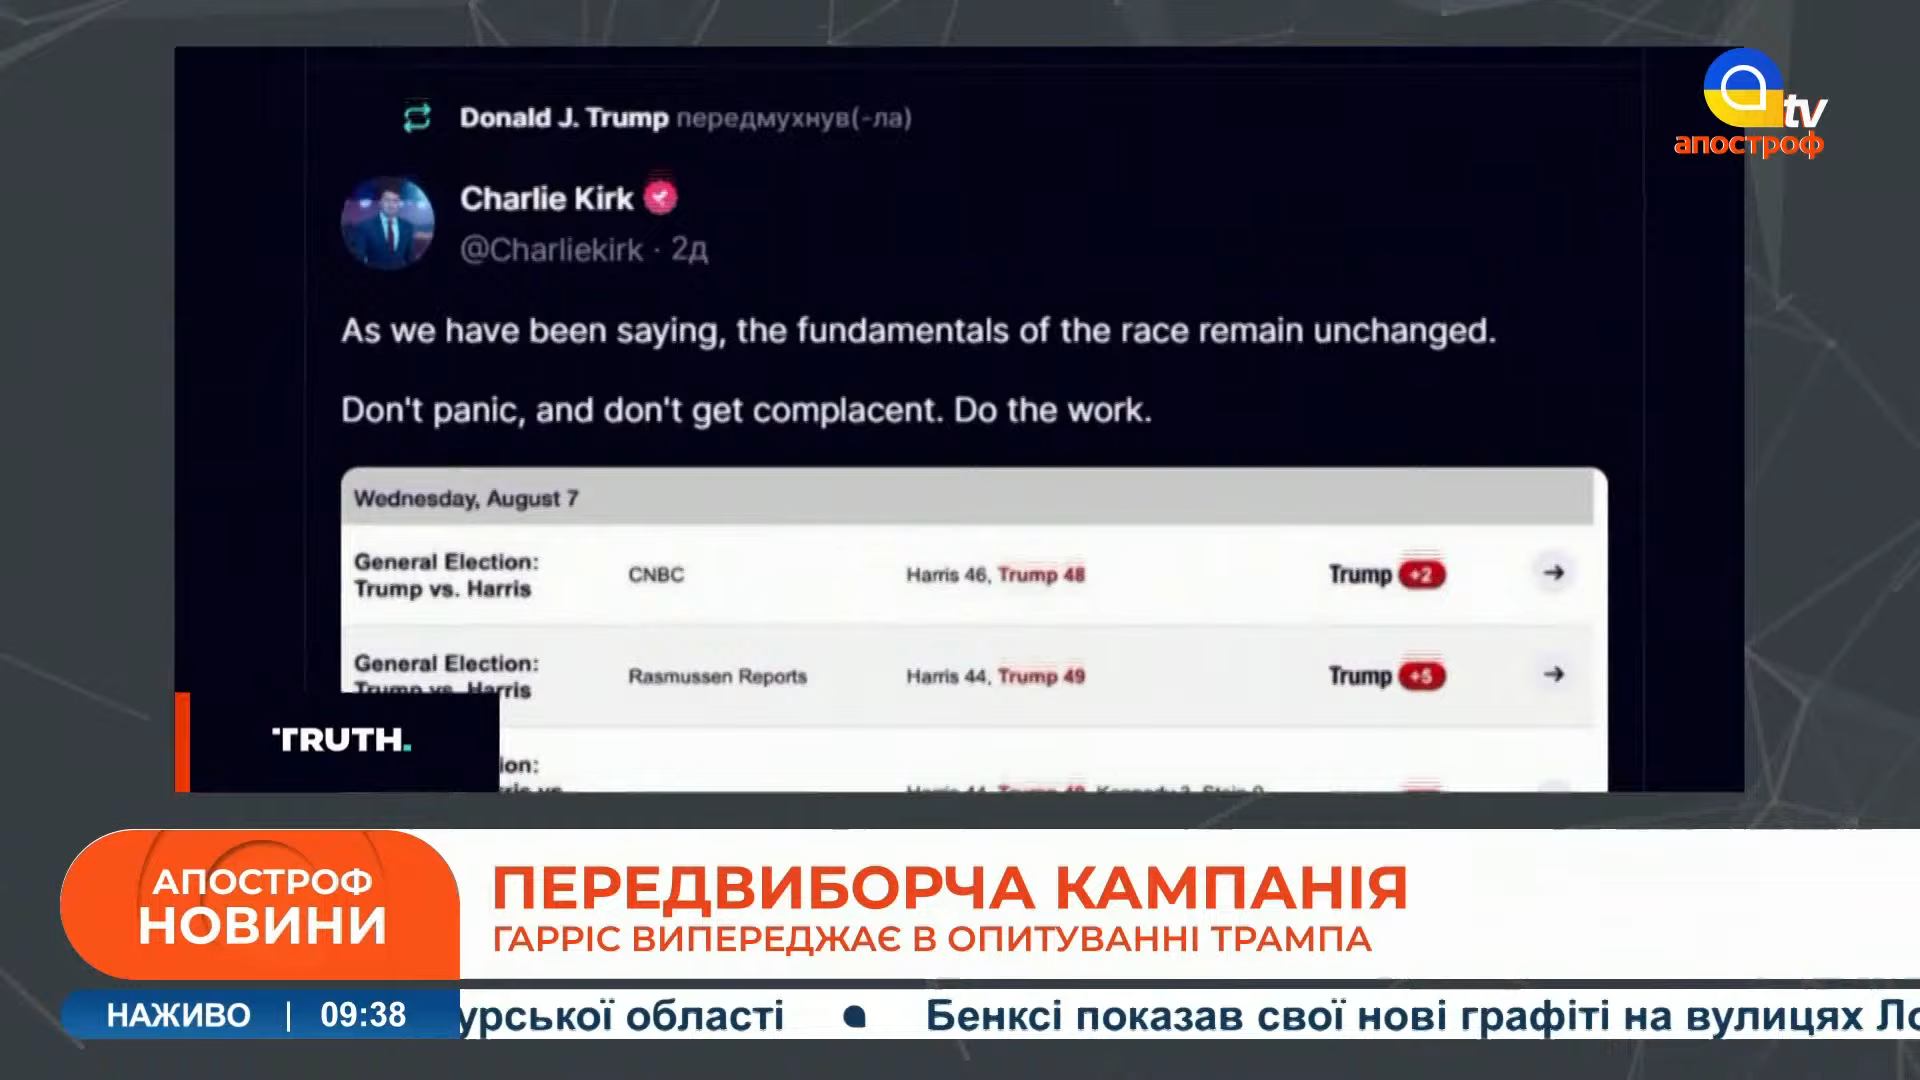 Donald J. Trump передмухнув(-ла)
Charlie Kirk
@Charliekirk · 2д
As we have been saying, the fundamentals of the race remain unchanged.
Don't panic, and don't get complacent. Do the work.
Wednesday, August 7
General Election:
Trump vs. Harris
CNBC
Harris 46, Trump 48
Trump +2
General Election:
Trump vs. Harris
Rasmussen Reports
Harris 44, Trump 49
Trump +5
TRUTH.
tv
апостроф
АПОСТРОФ
НОВИНИ
ПЕРЕДВИБОРЧА КАМПАНІЯ
ГАРРІС ВИПЕРЕДЖАЄ В ОПИТУВАННІ ТРАМПА
НАЖИВО | 09:38
урської області • Бенксі показав свої нові графіті на вулицях Ло